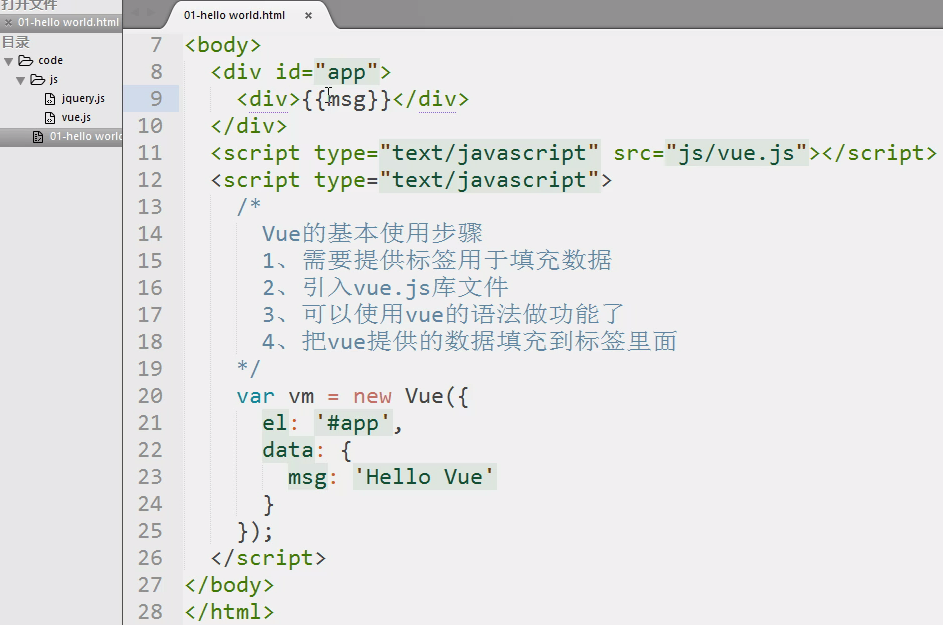 打开文件
× 01-hello world.html
目录
code
js
jquery.js
vue.js
01-hello world
01-hello world.html ×
7 <body>
8 <div id="app">
9 <div>{{msg}}</div>
10 </div>
11 <script type="text/javascript" src="js/vue.js"></script>
12 <script type="text/javascript">
13 /*
14 Vue的基本使用步骤
15 1、需要提供标签用于填充数据
16 2、引入vue.js库文件
17 3、可以使用vue的语法做功能了
18 4、把vue提供的数据填充到标签里面
19 */
20 var vm = new Vue({
21 el: '#app',
22 data: {
23 msg: 'Hello Vue'
24 }
25 });
26 </script>
27 </body>
28 </html>